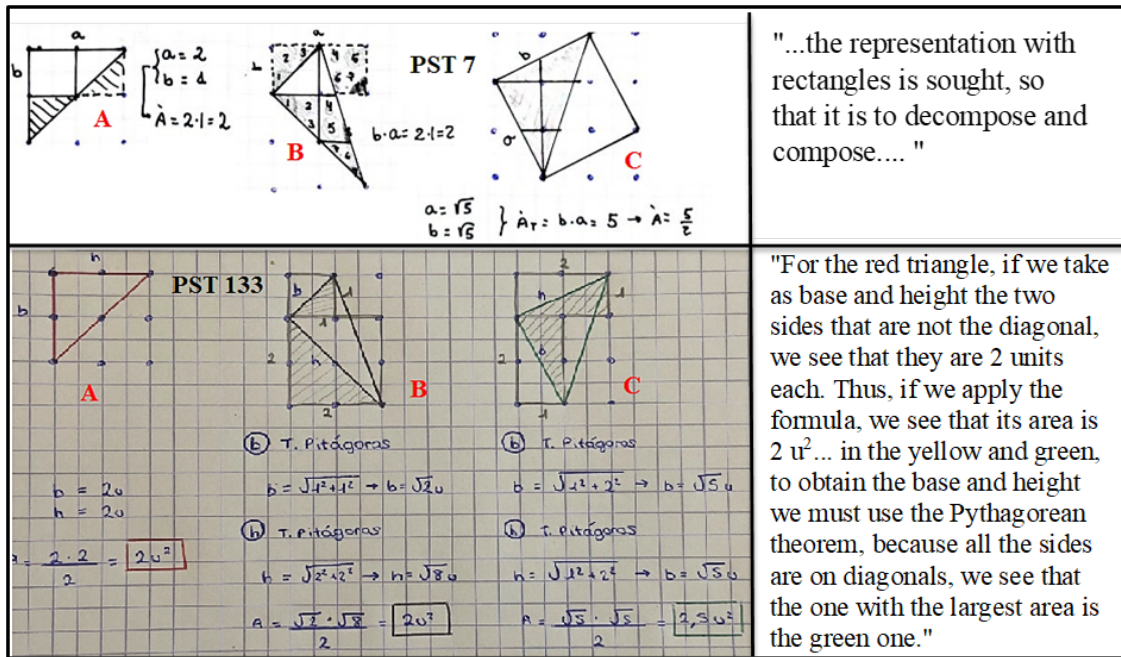 a
b
a = 2
b = 1
À = 2·1 = 2
A
a
b
2 3 4 6
1 5 7
1 2 4
3 5
7 6
B
b·a = 2·1 = 2
PST 7
b
a
C
a = √5
b = √5 } À_T = b·a = 5 → À = 5/2
"...the representation with
rectangles is sought, so
that it is to decompose and
compose.... "
h
b
A
PST 133
b
1
1
2
h
2
B
2
h
1
2
b
1
C
b = 2u
h = 2u
= 2·2/2 = 2u²
b T. Pitágoras
b = √1²+1² → b = √2 u
h T. Pitágoras
h = √2²+2² → h = √8 u
A = √2 · √8/2 = 2u²
b T. Pitágoras
b = √1²+2² → b = √5 u
h T. Pitágoras
h = √1²+2² → b = √5 u
A = √5 · √5/2 = 2,5u²
"For the red triangle, if we take
as base and height the two
sides that are not the diagonal,
we see that they are 2 units
each. Thus, if we apply the
formula, we see that its area is
2 u²... in the yellow and green,
to obtain the base and height
we must use the Pythagorean
theorem, because all the sides
are on diagonals, we see that
the one with the largest area is
the green one."